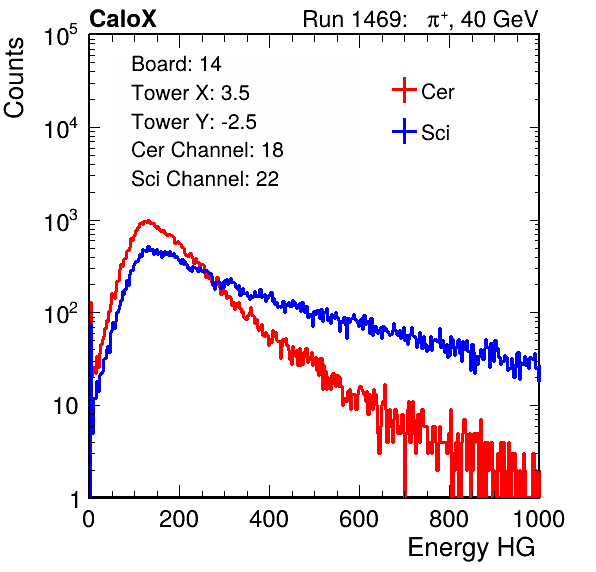 CaloX Run 1469: π⁺, 40 GeV
Counts
10⁵
10⁴
10³
10²
10
1
Board: 14
Tower X: 3.5
Tower Y: -2.5
Cer Channel: 18
Sci Channel: 22
Cer
Sci
0 200 400 600 800 1000
Energy HG